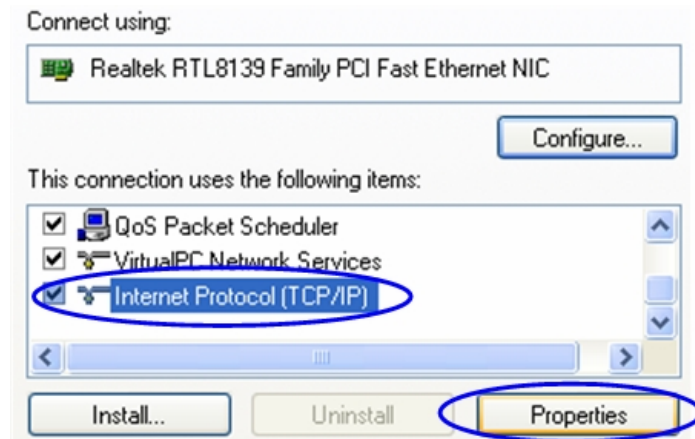 Connect using:
Realtek RTL8139 Family PCI Fast Ethernet NIC
Configure...
This connection uses the following items:
QoS Packet Scheduler
VirtualPC Network Services
Internet Protocol (TCP/IP)
Install...
Uninstall
Properties